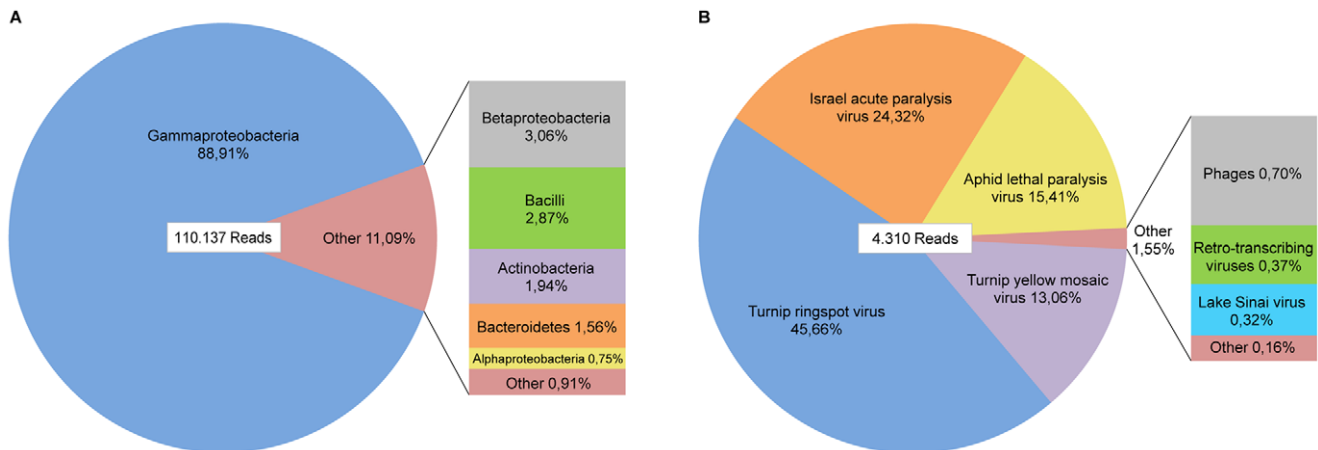 A
Gammaproteobacteria
88,91%
110.137 Reads
Other 11,09%
Betaproteobacteria
3,06%
Bacilli
2,87%
Actinobacteria
1,94%
Bacteroidetes 1,56%
Alphaproteobacteria 0,75%
Other 0,91%
B
Israel acute paralysis
virus 24,32%
Aphid lethal paralysis
virus 15,41%
4.310 Reads
Other
1,55%
Turnip yellow mosaic
virus 13,06%
Turnip ringspot virus
45,66%
Phages 0,70%
Retro-transcribing
viruses 0,37%
Lake Sinai virus
0,32%
Other 0,16%